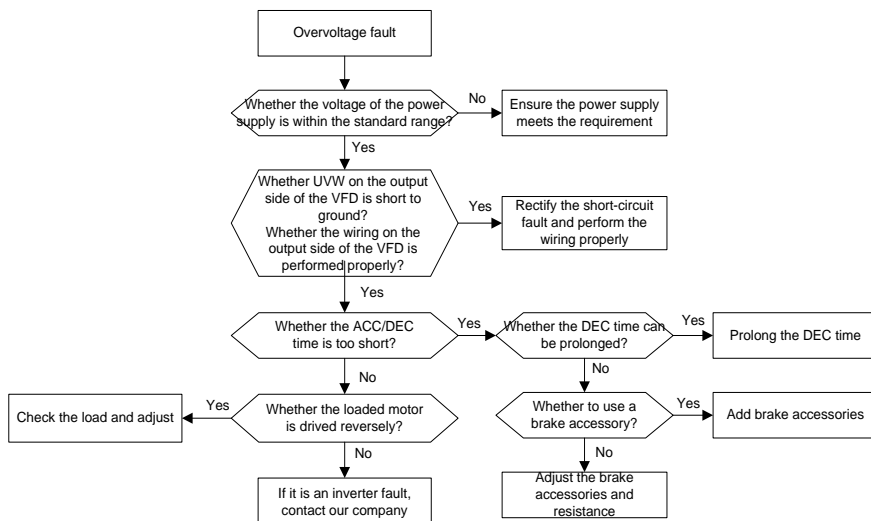 Overvoltage fault
Whether the voltage of the power
supply is within the standard range?
No
Ensure the power supply
meets the requirement
Yes
Whether UVW on the output
side of the VFD is short to
ground?
Whether the wiring on the
output side of the VFD is
performed properly?
Yes
Rectify the short-circuit
fault and perform the
wiring properly
Yes
Whether the ACC/DEC
time is too short?
Yes
Whether the DEC time can
be prolonged?
Yes
Prolong the DEC time
No
No
Check the load and adjust
Yes
Whether the loaded motor
is drived reversely?
Whether to use a
brake accessory?
Yes
Add brake accessories
No
No
If it is an inverter fault,
contact our company
Adjust the brake
accessories and
resistance